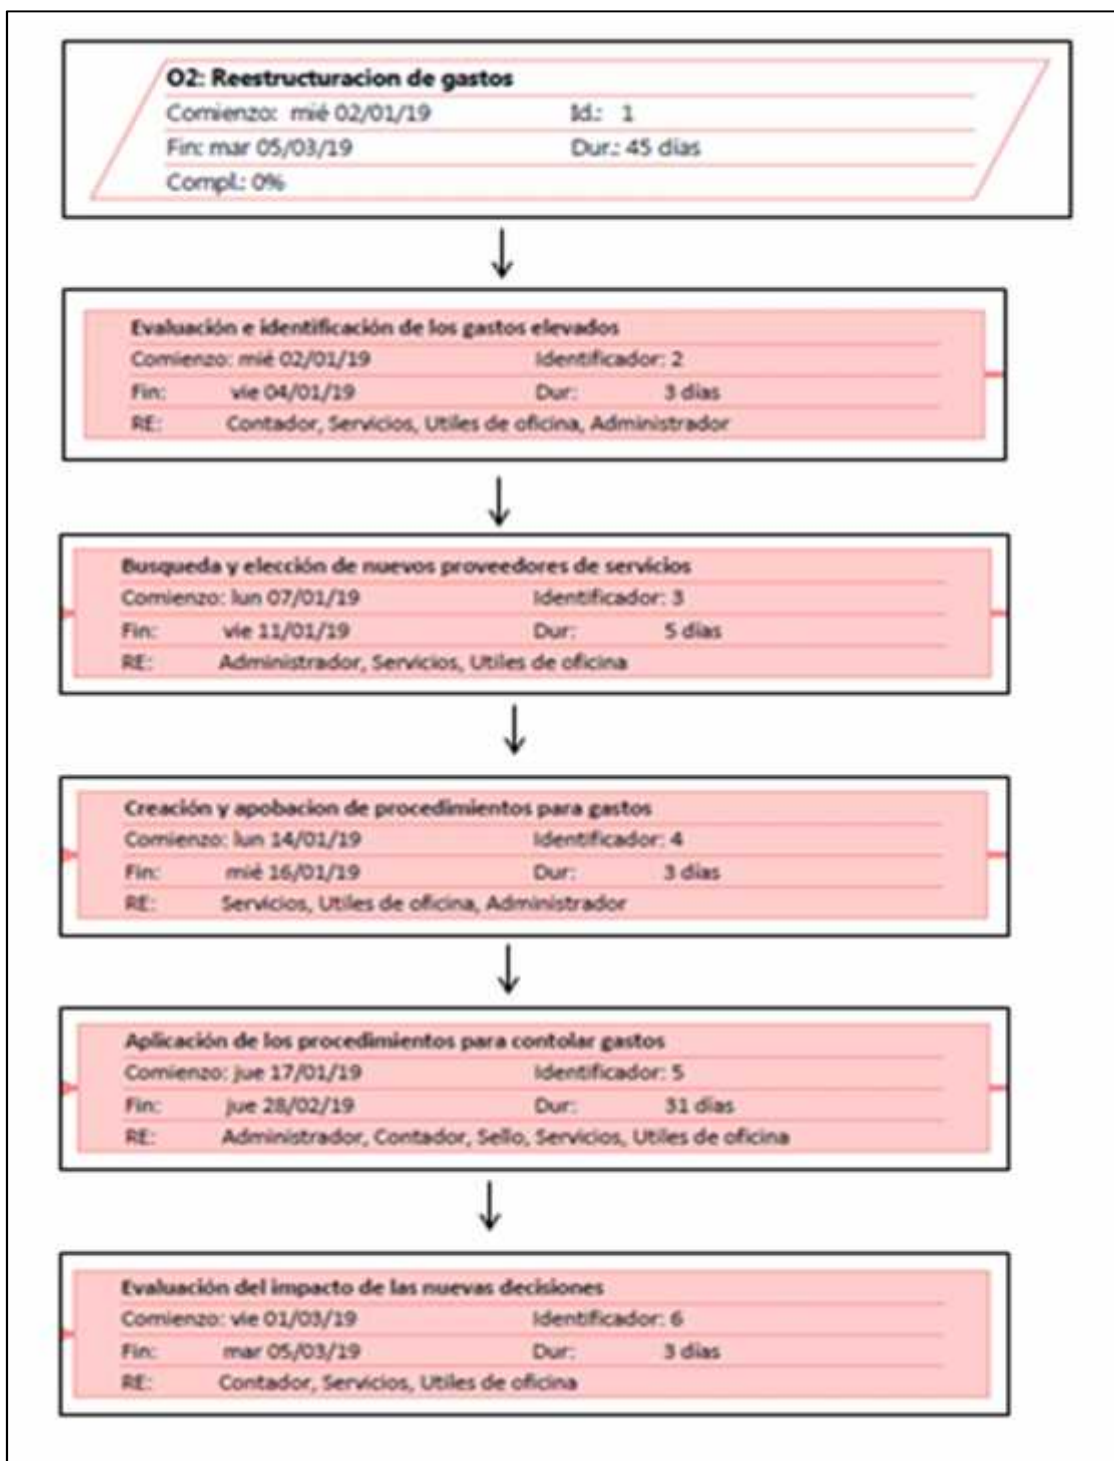 O2: Reestructuracion de gastos
Comienzo: mié 02/01/19 Id.: 1
Fin: mar 05/03/19 Dur.: 45 días
Compl.: 0%
Evaluación e identificación de los gastos elevados
Comienzo: mié 02/01/19 Identificador: 2
Fin: vie 04/01/19 Dur: 3 días
RE: Contador, Servicios, Utiles de oficina, Administrador
Busqueda y elección de nuevos proveedores de servicios
Comienzo: lun 07/01/19 Identificador: 3
Fin: vie 11/01/19 Dur: 5 días
RE: Administrador, Servicios, Utiles de oficina
Creación y apobacion de procedimientos para gastos
Comienzo: lun 14/01/19 Identificador: 4
Fin: mié 16/01/19 Dur: 3 días
RE: Servicios, Utiles de oficina, Administrador
Aplicación de los procedimientos para contolar gastos
Comienzo: jue 17/01/19 Identificador: 5
Fin: jue 28/02/19 Dur: 31 días
RE: Administrador, Contador, Sello, Servicios, Utiles de oficina
Evaluación del impacto de las nuevas decisiones
Comienzo: vie 01/03/19 Identificador: 6
Fin: mar 05/03/19 Dur: 3 días
RE: Contador, Servicios, Utiles de oficina